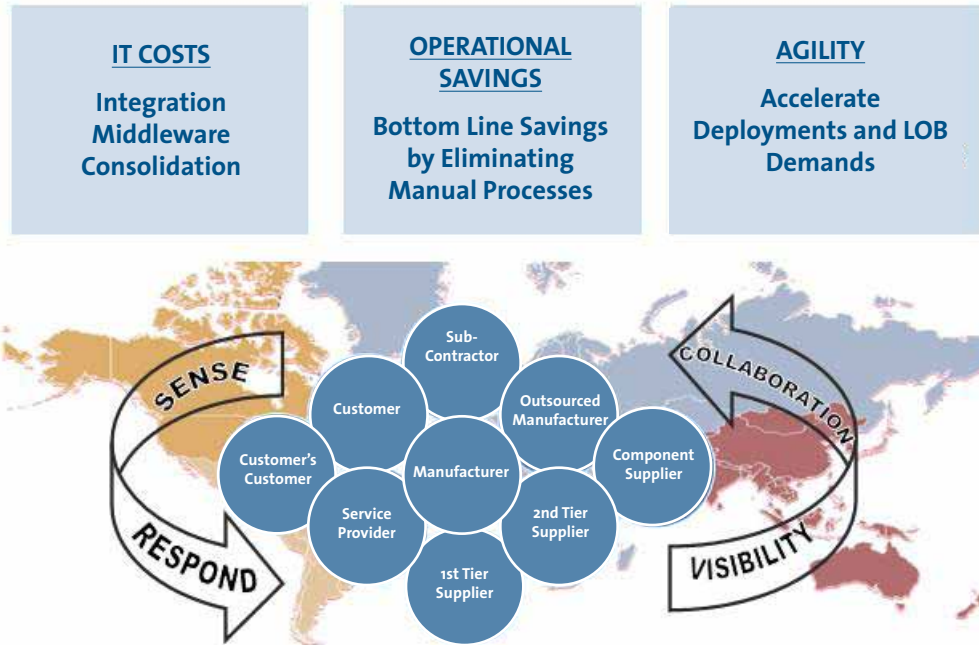 IT COSTS
Integration
Middleware
Consolidation
OPERATIONAL
SAVINGS
Bottom Line Savings
by Eliminating
Manual Processes
AGILITY
Accelerate
Deployments and LOB
Demands
SENSE
RESPOND
Sub-
Contractor
Customer
Outsourced
Manufacturer
Customer's
Customer
Manufacturer
Component
Supplier
Service
Provider
2nd Tier
Supplier
1st Tier
Supplier
COLLABORATION
VISIBILITY